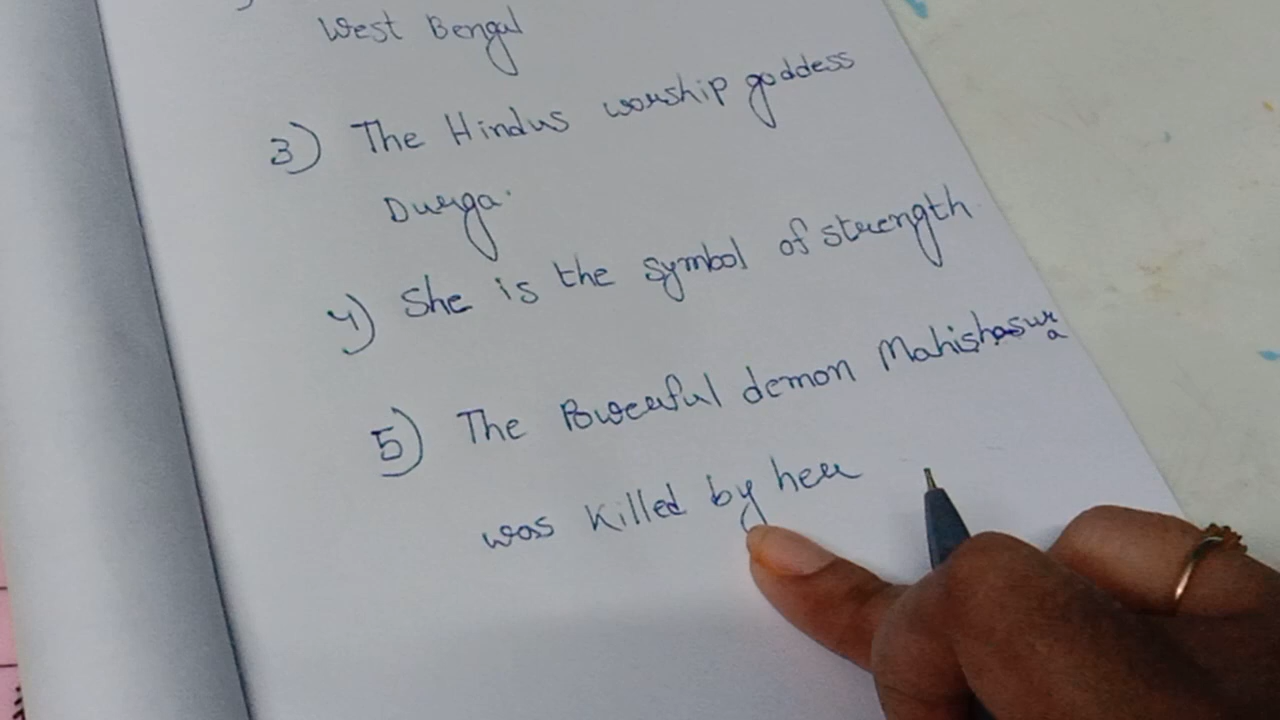 West Bengal
3) The Hindus worship goddess
Durga.
4) She is the symbol of strength.
5) The Powerful demon Mahishasura
was killed by her